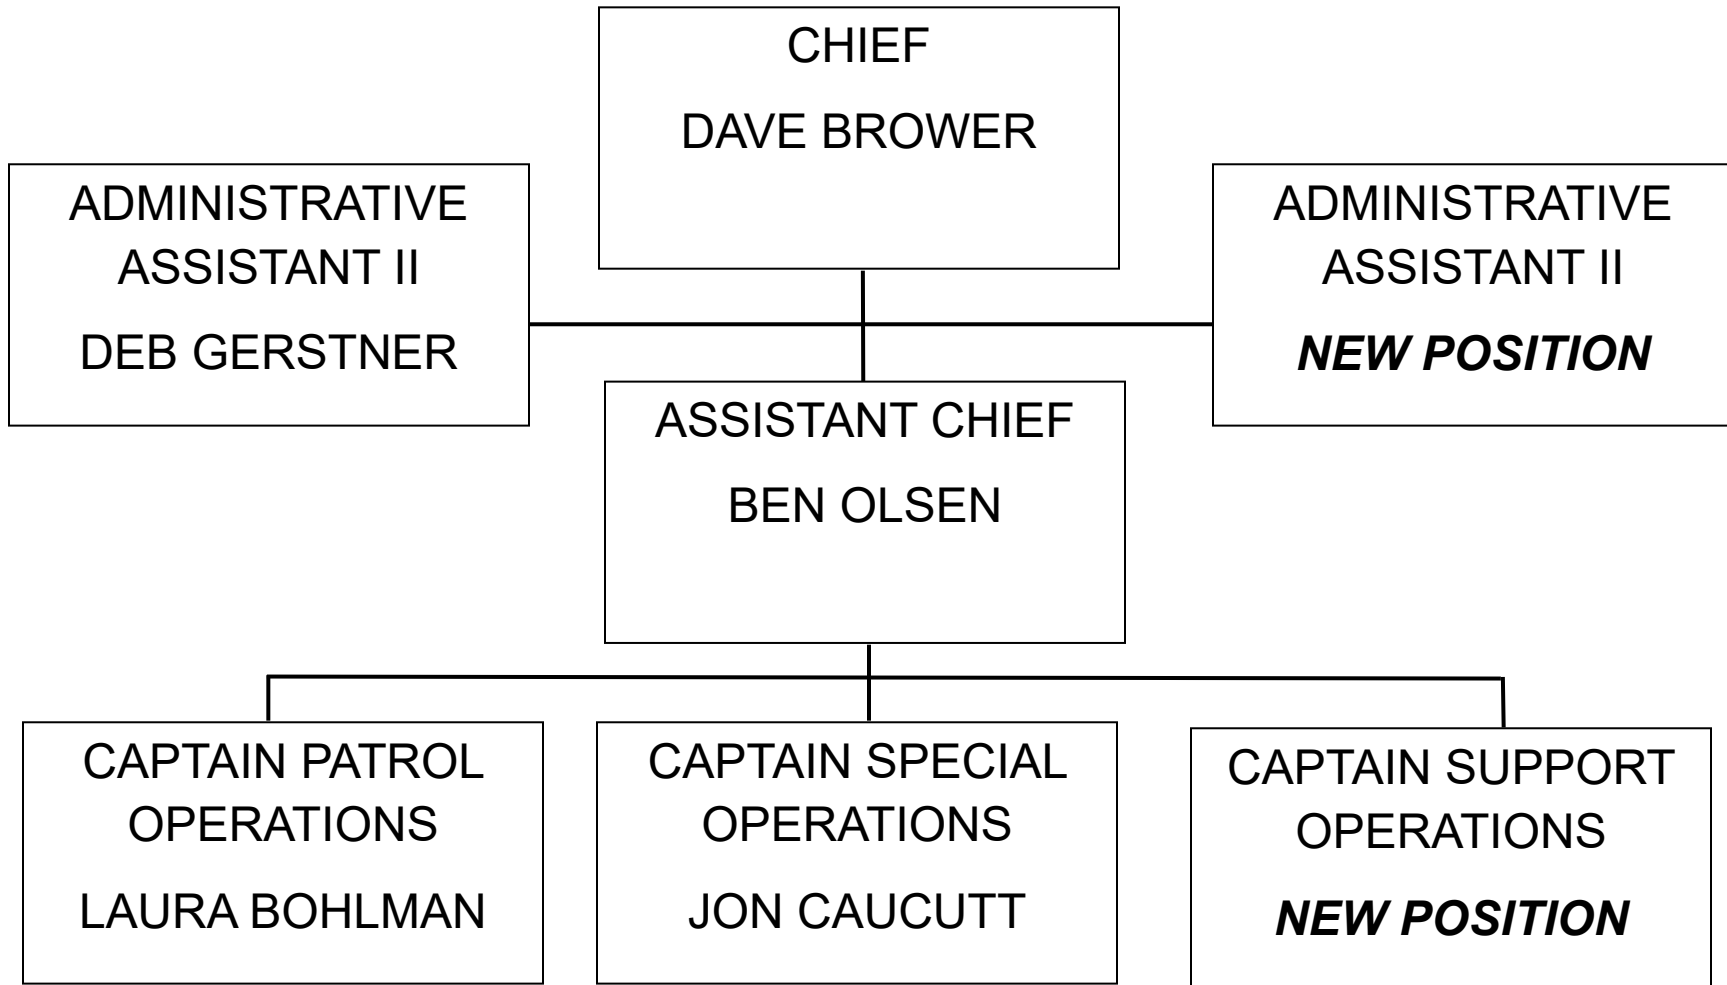 CHIEF
DAVE BROWER
ADMINISTRATIVE
ASSISTANT II
DEB GERSTNER
ADMINISTRATIVE
ASSISTANT II
NEW POSITION
ASSISTANT CHIEF
BEN OLSEN
CAPTAIN PATROL
OPERATIONS
LAURA BOHLMAN
CAPTAIN SPECIAL
OPERATIONS
JON CAUCUTT
CAPTAIN SUPPORT
OPERATIONS
NEW POSITION